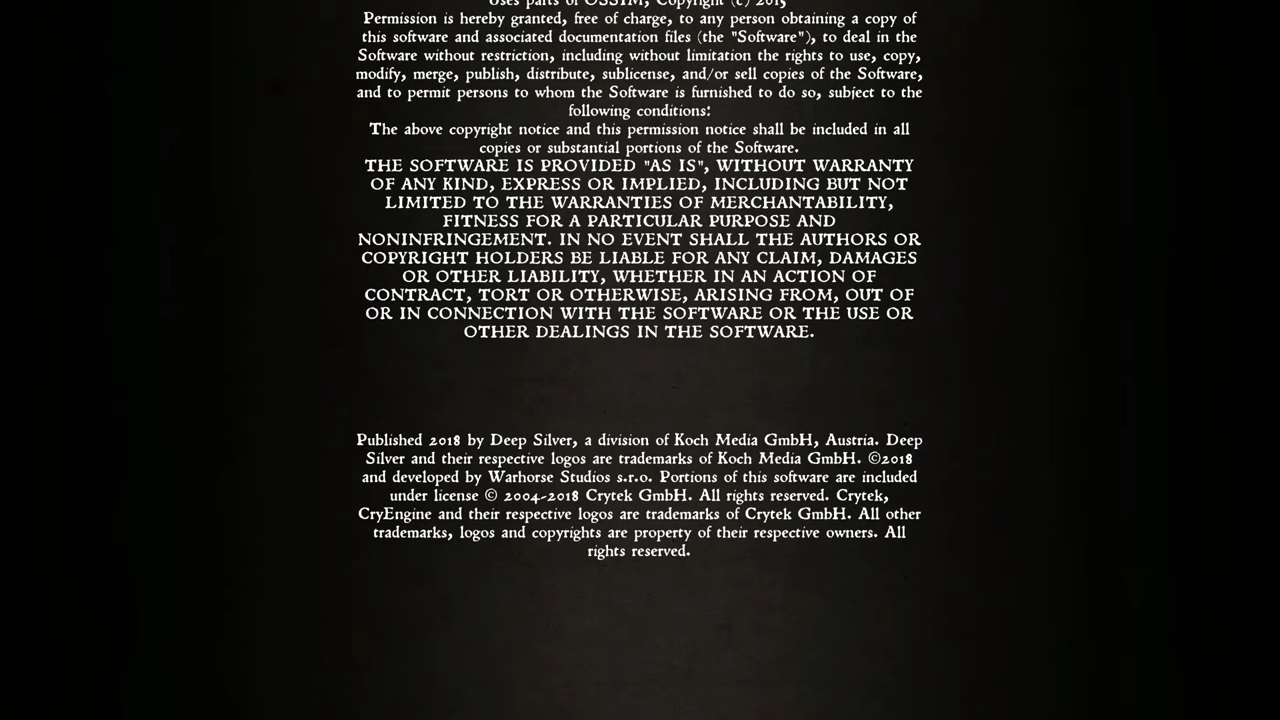 Uses parts of OSSIM, Copyright (c) 2015
Permission is hereby granted, free of charge, to any person obtaining a copy of
this software and associated documentation files (the "Software"), to deal in the
Software without restriction, including without limitation the rights to use, copy,
modify, merge, publish, distribute, sublicense, and/or sell copies of the Software,
and to permit persons to whom the Software is furnished to do so, subject to the
following conditions:
The above copyright notice and this permission notice shall be included in all
copies or substantial portions of the Software.
THE SOFTWARE IS PROVIDED "AS IS", WITHOUT WARRANTY
OF ANY KIND, EXPRESS OR IMPLIED, INCLUDING BUT NOT
LIMITED TO THE WARRANTIES OF MERCHANTABILITY,
FITNESS FOR A PARTICULAR PURPOSE AND
NONINFRINGEMENT. IN NO EVENT SHALL THE AUTHORS OR
COPYRIGHT HOLDERS BE LIABLE FOR ANY CLAIM, DAMAGES
OR OTHER LIABILITY, WHETHER IN AN ACTION OF
CONTRACT, TORT OR OTHERWISE, ARISING FROM, OUT OF
OR IN CONNECTION WITH THE SOFTWARE OR THE USE OR
OTHER DEALINGS IN THE SOFTWARE.
Published 2018 by Deep Silver, a division of Koch Media GmbH, Austria. Deep
Silver and their respective logos are trademarks of Koch Media GmbH. ©2018
and developed by Warhorse Studios s.r.o. Portions of this software are included
under license © 2004-2018 Crytek GmbH. All rights reserved. Crytek,
CryEngine and their respective logos are trademarks of Crytek GmbH. All other
trademarks, logos and copyrights are property of their respective owners. All
rights reserved.